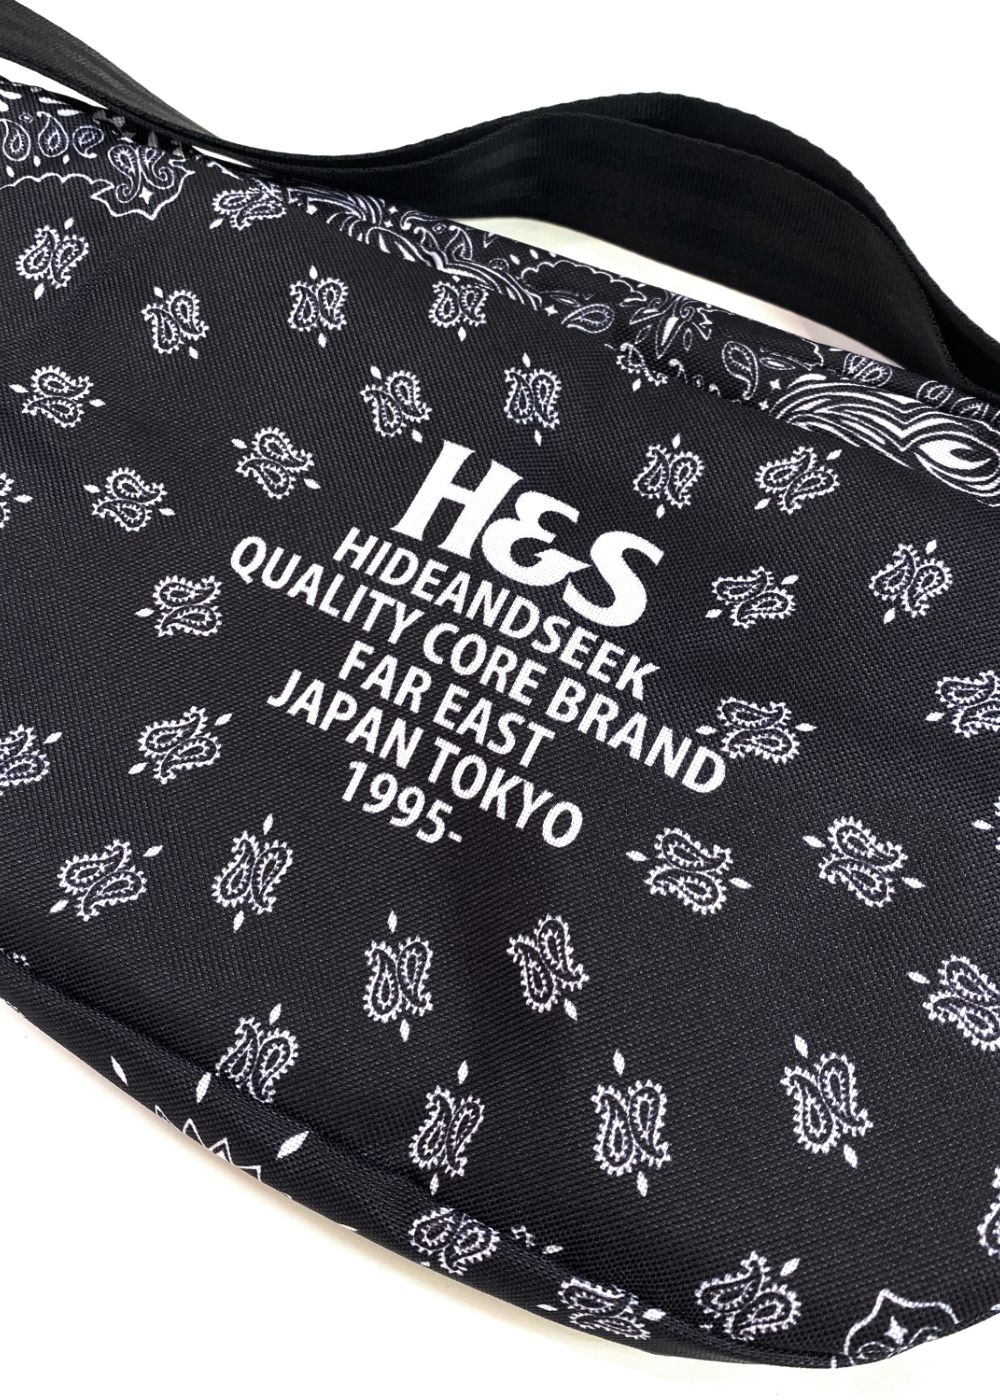 H&S
HIDEANDSEEK
QUALITY CORE BRAND
FAR EAST
JAPAN TOKYO
1995-